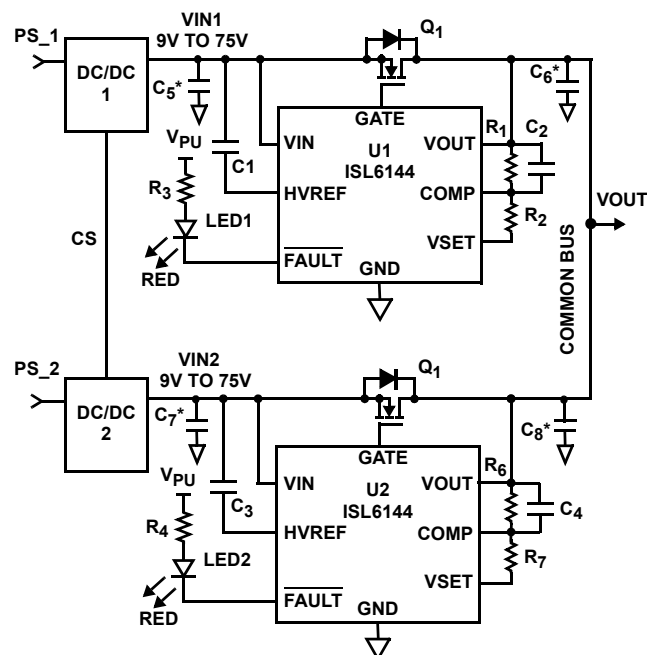 PS_1
DC/DC
1
VIN1
9V TO 75V
Q1
C5*
C6*
GATE
U1
ISL6144
VIN
HVREF
FAULT
GND
VOUT
COMP
VSET
C1
R1
C2
R2
VPU
R3
LED1
RED
CS
VOUT
COMMON BUS
PS_2
DC/DC
2
VIN2
9V TO 75V
Q1
C7*
C8*
GATE
U2
ISL6144
VIN
HVREF
FAULT
GND
VOUT
COMP
VSET
C3
R6
C4
R7
VPU
R4
LED2
RED